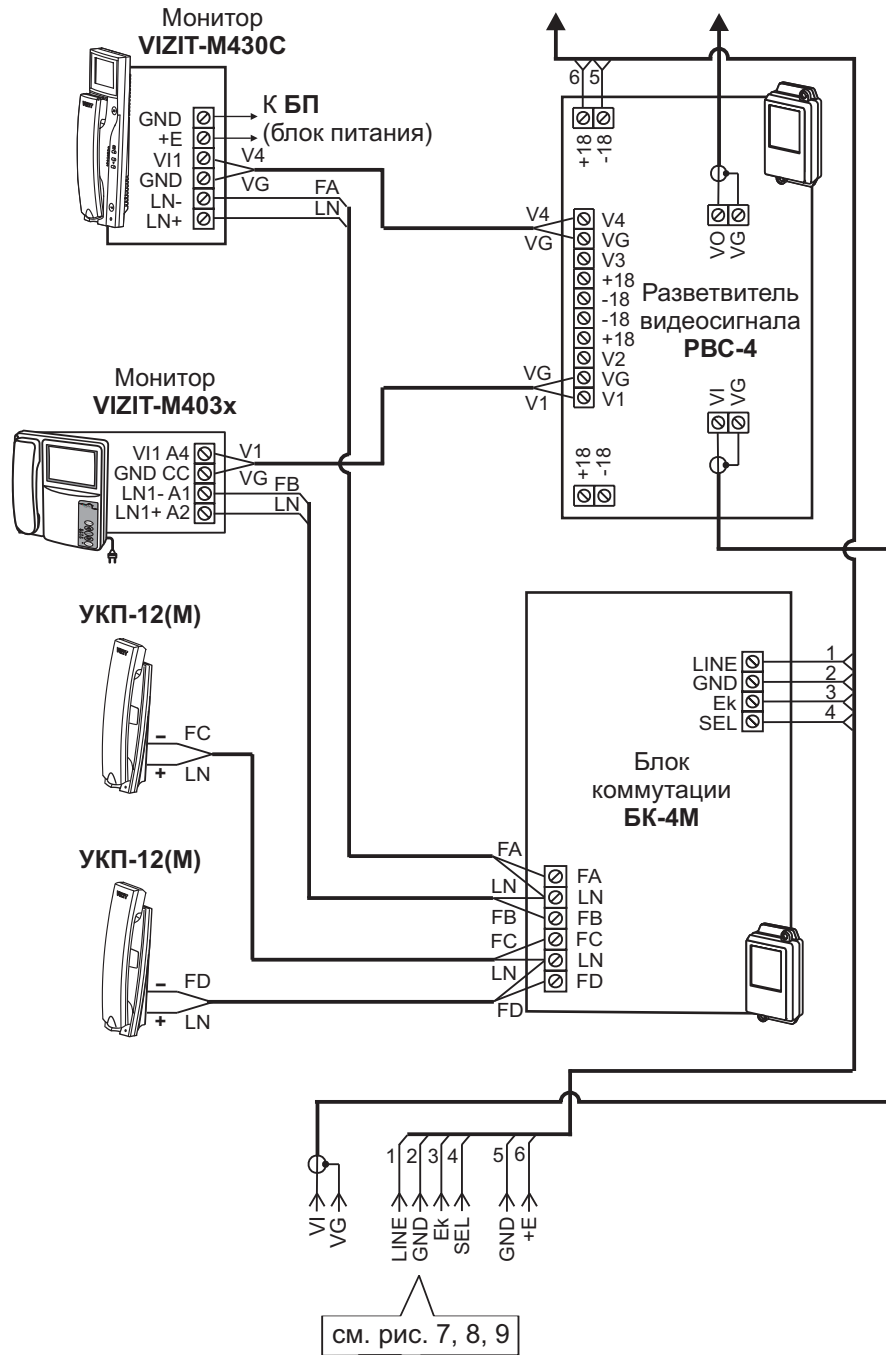 Монитор
VIZIT-M430C
GND
+E
VI1
GND
LN-
LN+
К БП
(блок питания)
V4
VG
FA
LN
6
5
+18
-18
VO
VG
V4
VG
V4
VG
V3
+18
-18
-18
+18
V2
VG
V1
VG
V1
Разветвитель
видеосигнала
РВС-4
VI
VG
+18
-18
Монитор
VIZIT-M403x
VI1 A4
GND CC
LN1- A1
LN1+ A2
V1
VG
FB
LN
УКП-12(М)
VIZIT
–
+
FC
LN
LINE
GND
Ek
SEL
1
2
3
4
Блок
коммутации
БК-4М
УКП-12(М)
VIZIT
–
+
FD
LN
FA
LN
FB
FC
LN
FD
FA
LN
FB
FC
LN
FD
1
2
3
4
5
6
VI
VG
LINE
GND
Ek
SEL
GND
+E
см. рис. 7, 8, 9